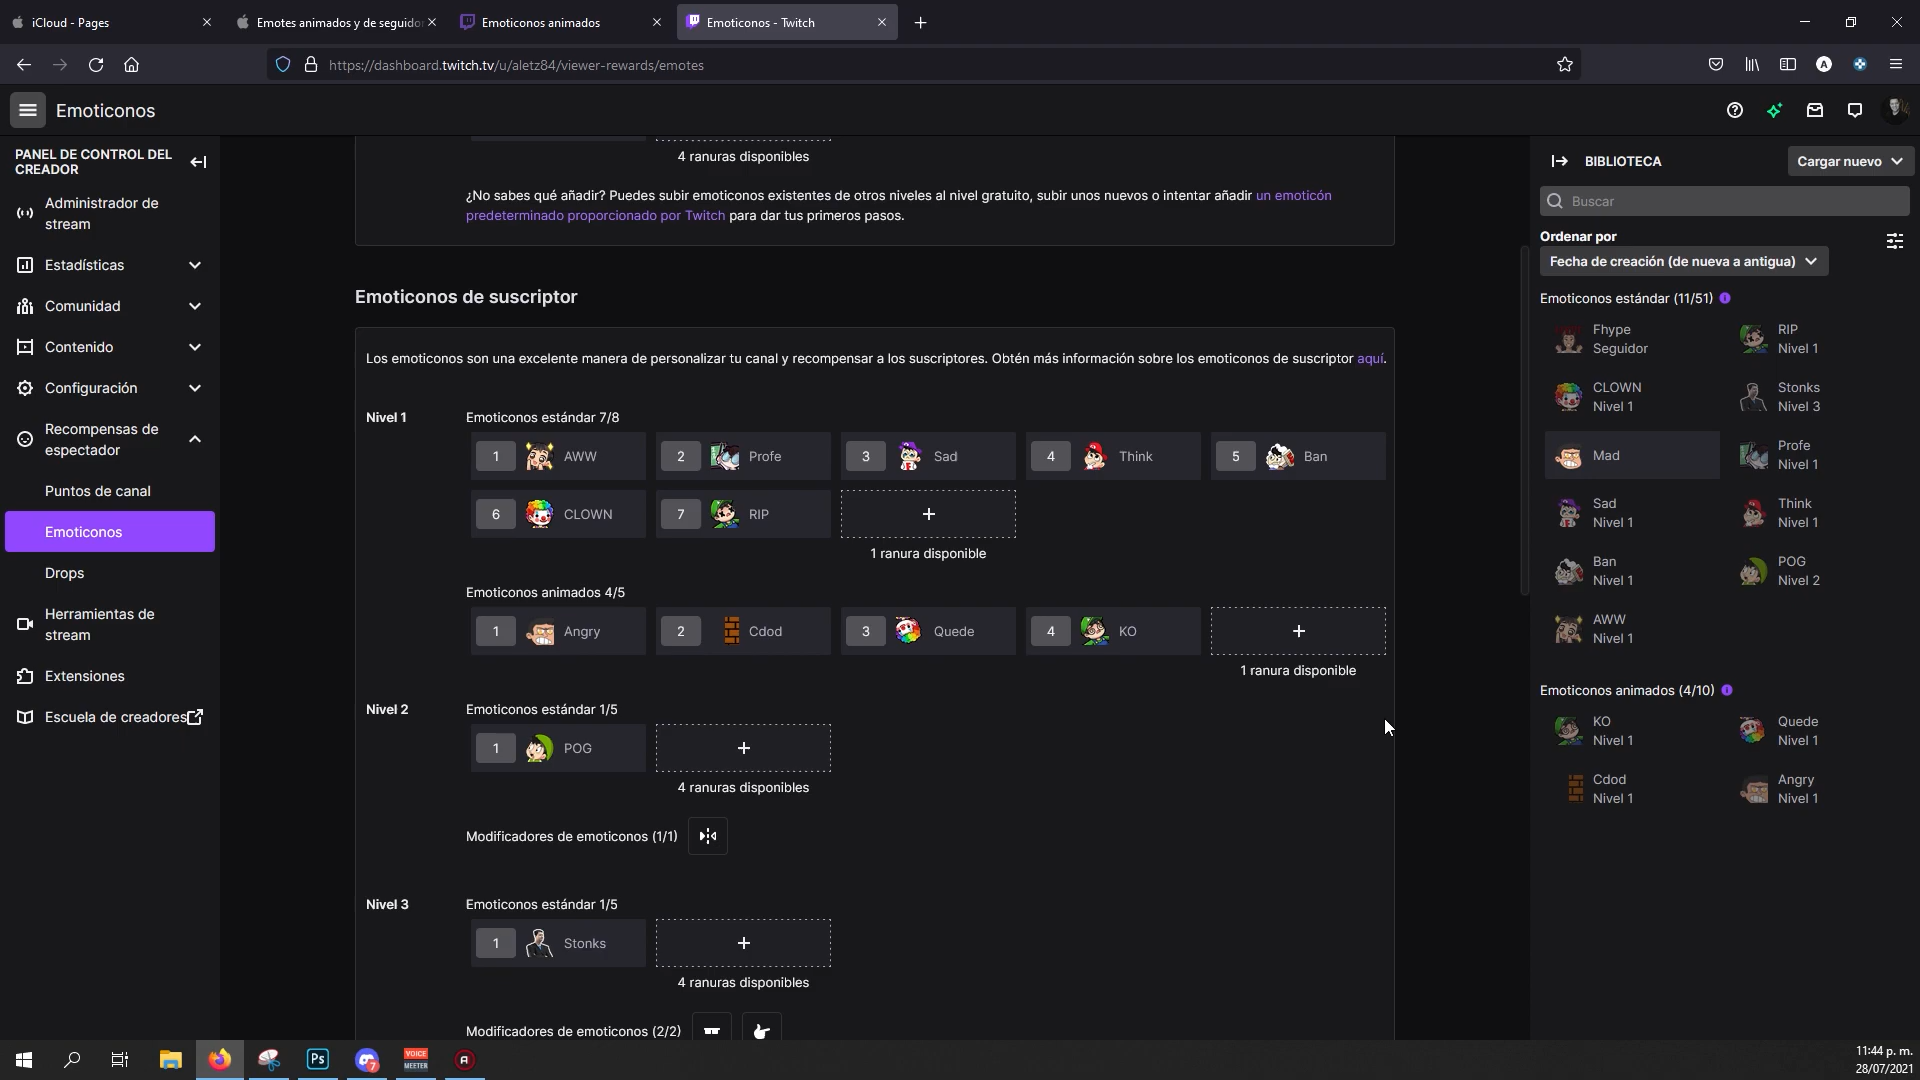 iCloud - Pages
Emotes animados y de seguido
Emoticonos animados
Emoticonos - Twitch
https://dashboard.twitch.tv/u/aletz84/viewer-rewards/emotes
Emoticonos
PANEL DE CONTROL DEL
CREADOR
Administrador de
stream
Estadísticas
Comunidad
Contenido
Configuración
Recompensas de
espectador
Puntos de canal
Emoticonos
Drops
Herramientas de
stream
Extensiones
Escuela de creadores
4 ranuras disponibles
¿No sabes qué añadir? Puedes subir emoticonos existentes de otros niveles al nivel gratuito, subir unos nuevos o intentar añadir un emoticón
predeterminado proporcionado por Twitch para dar tus primeros pasos.
Emoticonos de suscriptor
Los emoticonos son una excelente manera de personalizar tu canal y recompensar a los suscriptores. Obtén más información sobre los emoticonos de suscriptor aquí.
Nivel 1
Emoticonos estándar 7/8
1 AWW
2 Profe
3 Sad
4 Think
5 Ban
6 CLOWN
7 RIP
+
1 ranura disponible
Emoticonos animados 4/5
1 Angry
2 Cdod
3 Quede
4 KO
+
1 ranura disponible
Nivel 2
Emoticonos estándar 1/5
1 POG
+
4 ranuras disponibles
Modificadores de emoticonos (1/1)
Nivel 3
Emoticonos estándar 1/5
1 Stonks
+
4 ranuras disponibles
Modificadores de emoticonos (2/2)
BIBLIOTECA
Cargar nuevo
Buscar
Ordenar por
Fecha de creación (de nueva a antigua)
Emoticonos estándar (11/51)
Fhype
Seguidor
RIP
Nivel 1
CLOWN
Nivel 1
Stonks
Nivel 3
Mad
Profe
Nivel 1
Sad
Nivel 1
Think
Nivel 1
Ban
Nivel 1
POG
Nivel 2
AWW
Nivel 1
Emoticonos animados (4/10)
KO
Nivel 1
Quede
Nivel 1
Cdod
Nivel 1
Angry
Nivel 1
Ps
7
VOICE
MEETER
A
11:44 p. m.
28/07/2021